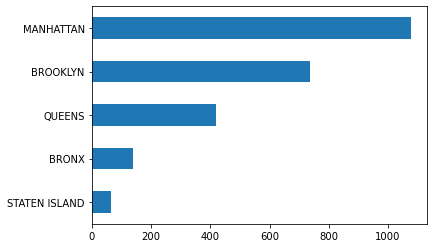 MANHATTAN
BROOKLYN
QUEENS
BRONX
STATEN ISLAND
0 200 400 600 800 1000